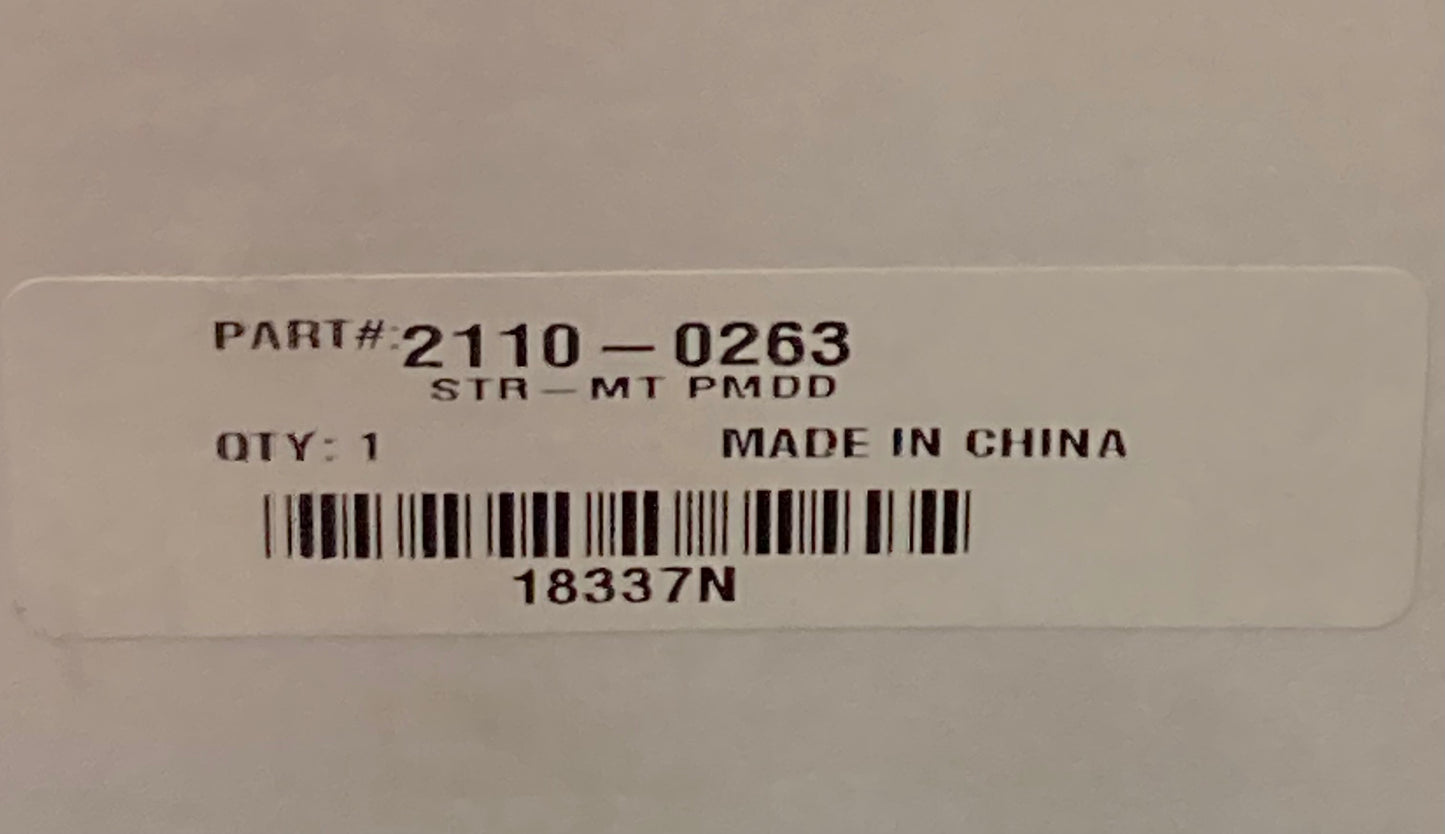 PART#:2110-0263
STR-MT PMDD
QTY: 1 MADE IN CHINA
18337N